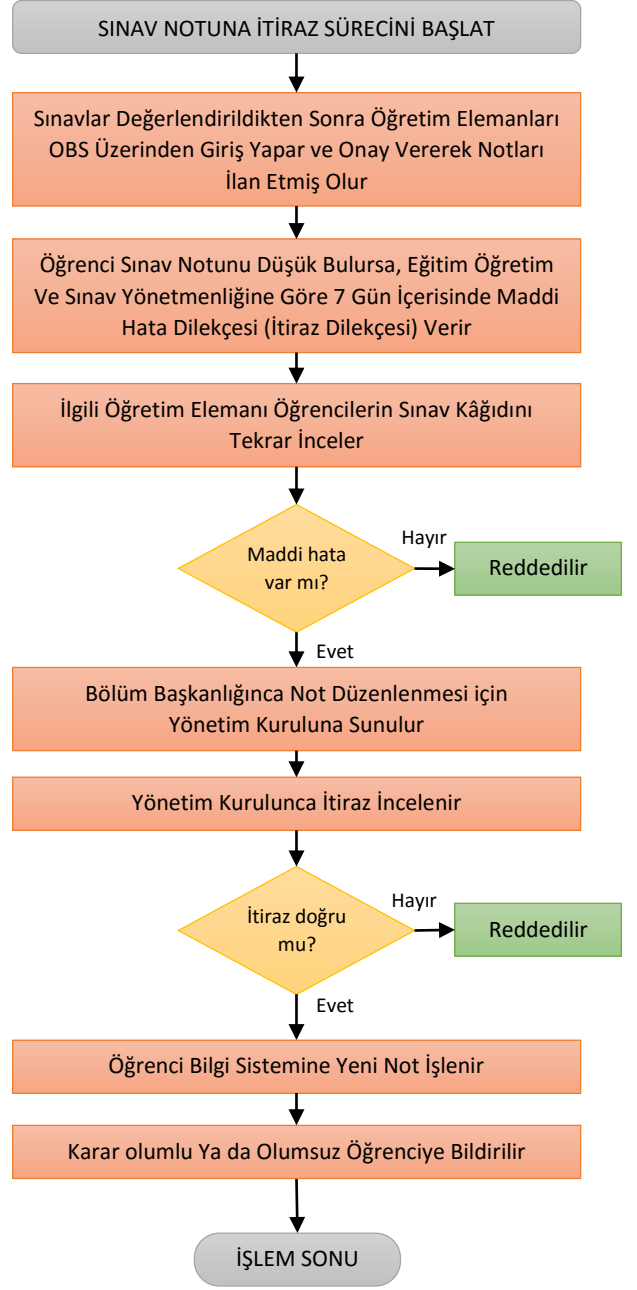 SINAV NOTUNA İTİRAZ SÜRECİNİ BAŞLAT
Sınavlar Değerlendirildikten Sonra Öğretim Elemanları
OBS Üzerinden Giriş Yapar ve Onay Vererek Notları
İlan Etmiş Olur
Öğrenci Sınav Notunu Düşük Bulursa, Eğitim Öğretim
Ve Sınav Yönetmenliğine Göre 7 Gün İçerisinde Maddi
Hata Dilekçesi (İtiraz Dilekçesi) Verir
İlgili Öğretim Elemanı Öğrencilerin Sınav Kâğıdını
Tekrar İnceler
Maddi hata
var mı?
Hayır
Reddedilir
Evet
Bölüm Başkanlığınca Not Düzenlenmesi için
Yönetim Kuruluna Sunulur
Yönetim Kurulunca İtiraz İncelenir
İtiraz doğru
mu?
Hayır
Reddedilir
Evet
Öğrenci Bilgi Sistemine Yeni Not İşlenir
Karar olumlu Ya da Olumsuz Öğrenciye Bildirilir
İŞLEM SONU